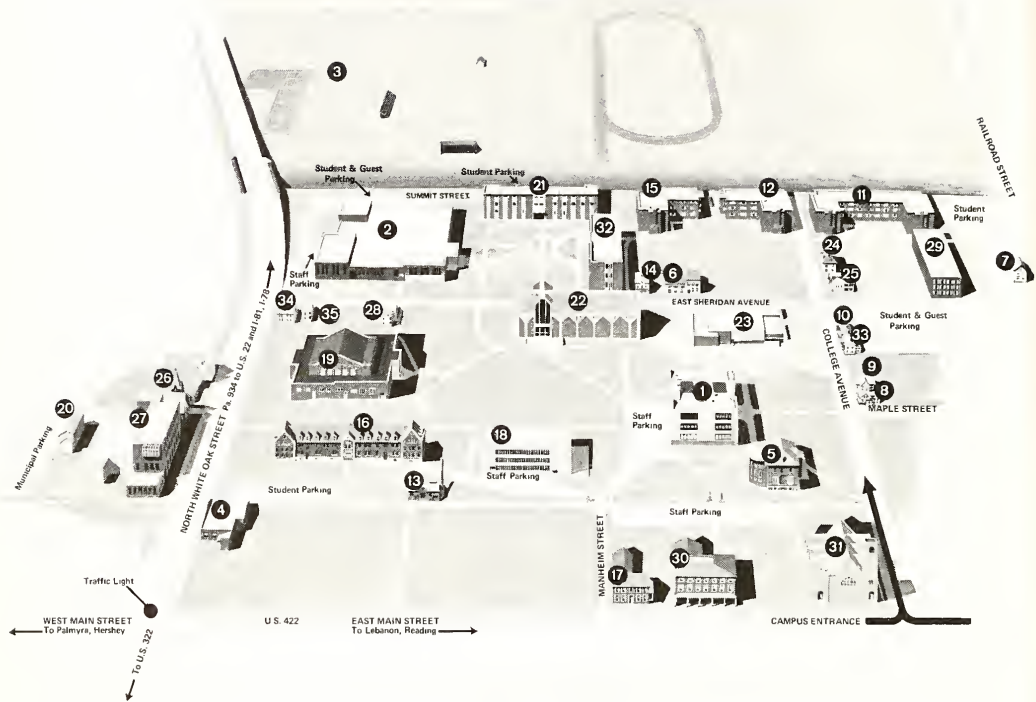 3
RAILROAD STREET
Student & Guest
Parking
Student Parking
SUMMIT STREET
21
15
12
11
Student
Parking
2
32
24
29
7
Staff
Parking
14
6
25
34
35
28
22
EAST SHERIDAN AVENUE
23
10
33
Student & Guest
Parking
19
9
8
COLLEGE AVENUE
MAPLE STREET
26
1
20
27
Municipal Parking
NORTH WHITE OAK STREET Pa. 934 to U.S. 22 and I-81, I-78
16
18
Staff
Parking
5
Staff Parking
13
Student Parking
4
Staff Parking
MANHEIM STREET
17
30
31
Traffic Light
WEST MAIN STREET
To Palmyra, Hershey
U.S. 422
EAST MAIN STREET
To Lebanon, Reading
CAMPUS ENTRANCE
To U.S. 322